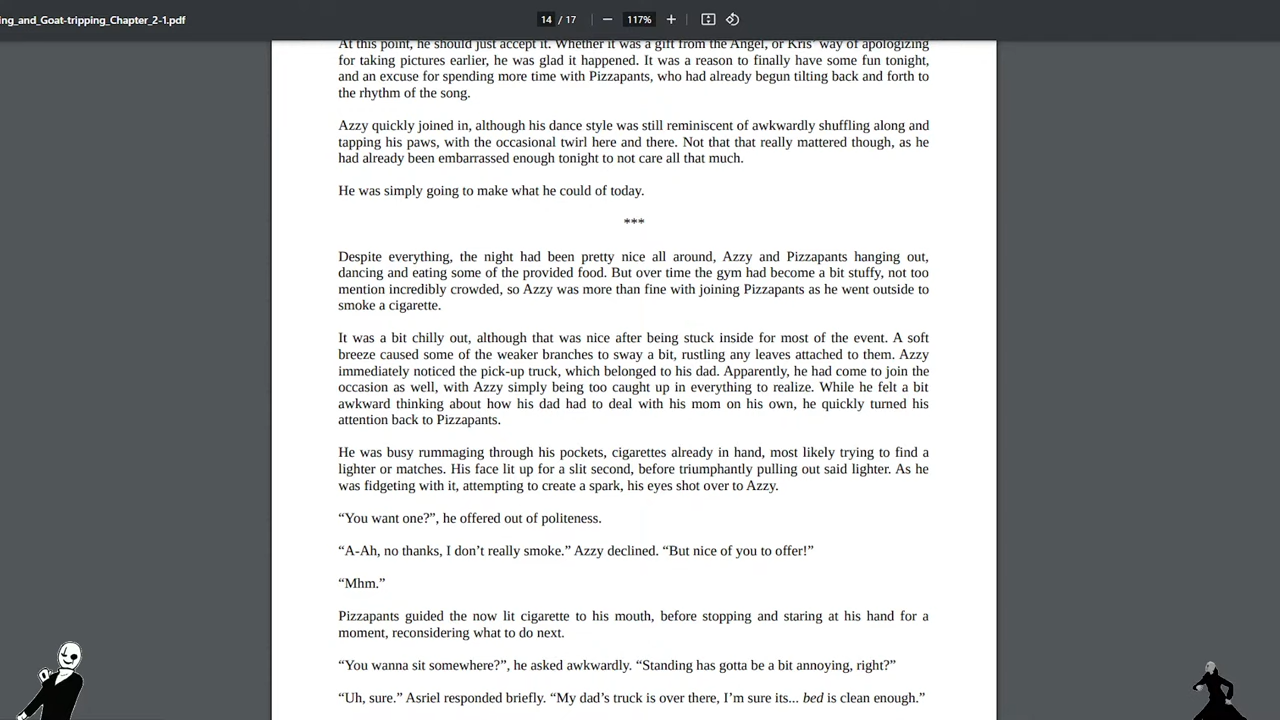 ing_and_Goat-tripping_Chapter_2-1.pdf
14 / 17
117%
At this point, he should just accept it. Whether it was a gift from the Angel, or Kris' way of apologizing
for taking pictures earlier, he was glad it happened. It was a reason to finally have some fun tonight,
and an excuse for spending more time with Pizzapants, who had already begun tilting back and forth to
the rhythm of the song.
Azzy quickly joined in, although his dance style was still reminiscent of awkwardly shuffling along and
tapping his paws, with the occasional twirl here and there. Not that that really mattered though, as he
had already been embarrassed enough tonight to not care all that much.
He was simply going to make what he could of today.
***
Despite everything, the night had been pretty nice all around, Azzy and Pizzapants hanging out,
dancing and eating some of the provided food. But over time the gym had become a bit stuffy, not too
mention incredibly crowded, so Azzy was more than fine with joining Pizzapants as he went outside to
smoke a cigarette.
It was a bit chilly out, although that was nice after being stuck inside for most of the event. A soft
breeze caused some of the weaker branches to sway a bit, rustling any leaves attached to them. Azzy
immediately noticed the pick-up truck, which belonged to his dad. Apparently, he had come to join the
occasion as well, with Azzy simply being too caught up in everything to realize. While he felt a bit
awkward thinking about how his dad had to deal with his mom on his own, he quickly turned his
attention back to Pizzapants.
He was busy rummaging through his pockets, cigarettes already in hand, most likely trying to find a
lighter or matches. His face lit up for a slit second, before triumphantly pulling out said lighter. As he
was fidgeting with it, attempting to create a spark, his eyes shot over to Azzy.
“You want one?”, he offered out of politeness.
“A-Ah, no thanks, I don’t really smoke.” Azzy declined. “But nice of you to offer!”
“Mhm.”
Pizzapants guided the now lit cigarette to his mouth, before stopping and staring at his hand for a
moment, reconsidering what to do next.
“You wanna sit somewhere?”, he asked awkwardly. “Standing has gotta be a bit annoying, right?”
“Uh, sure.” Asriel responded briefly. “My dad’s truck is over there, I’m sure its... bed is clean enough.”